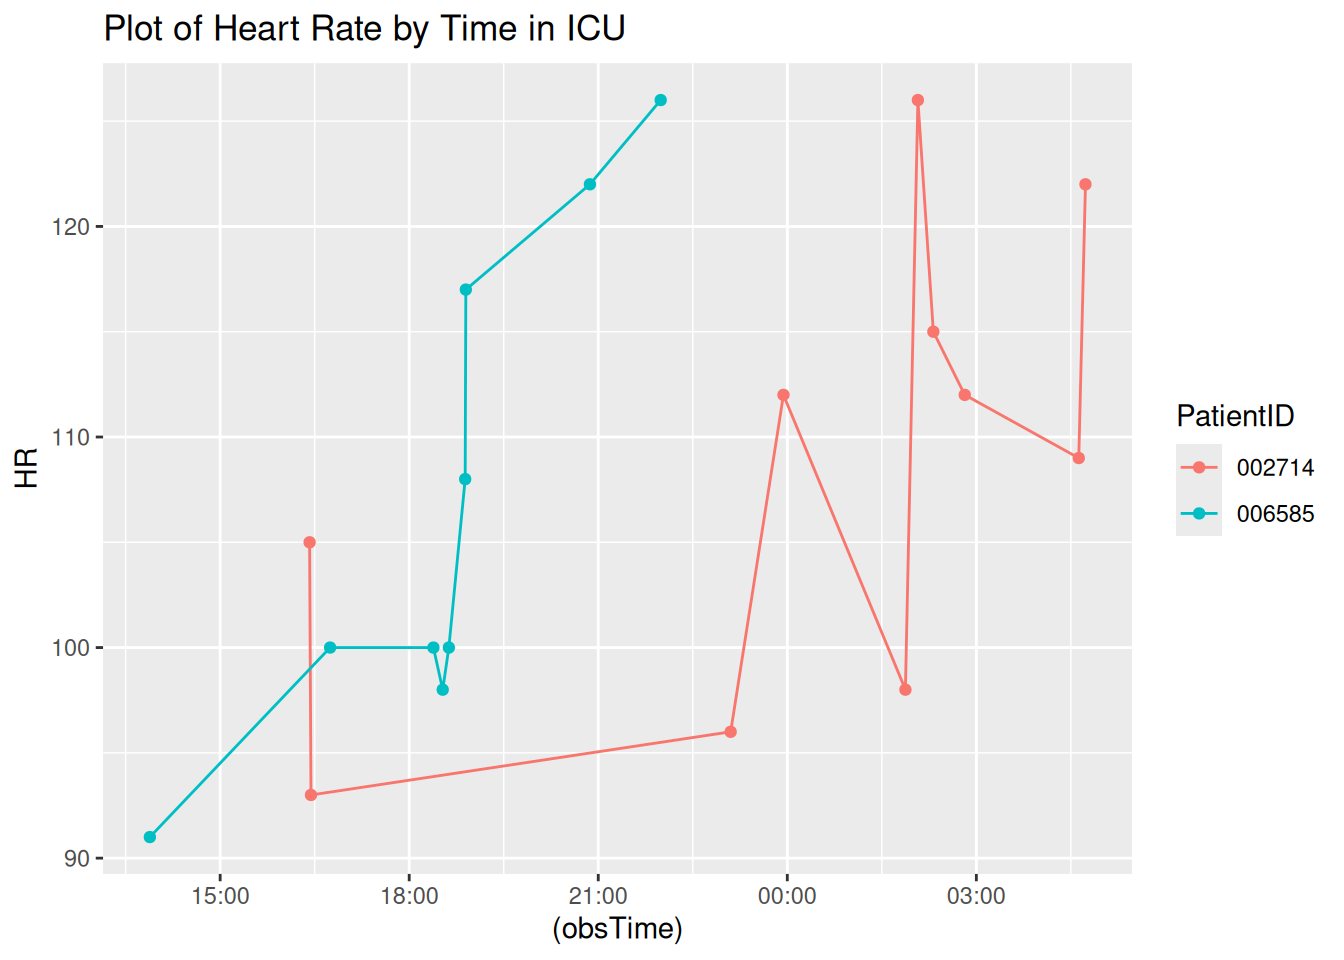 Plot of Heart Rate by Time in ICU
HR
120
110
100
90
15:00 18:00 21:00 00:00 03:00
(obsTime)
PatientID
002714
006585